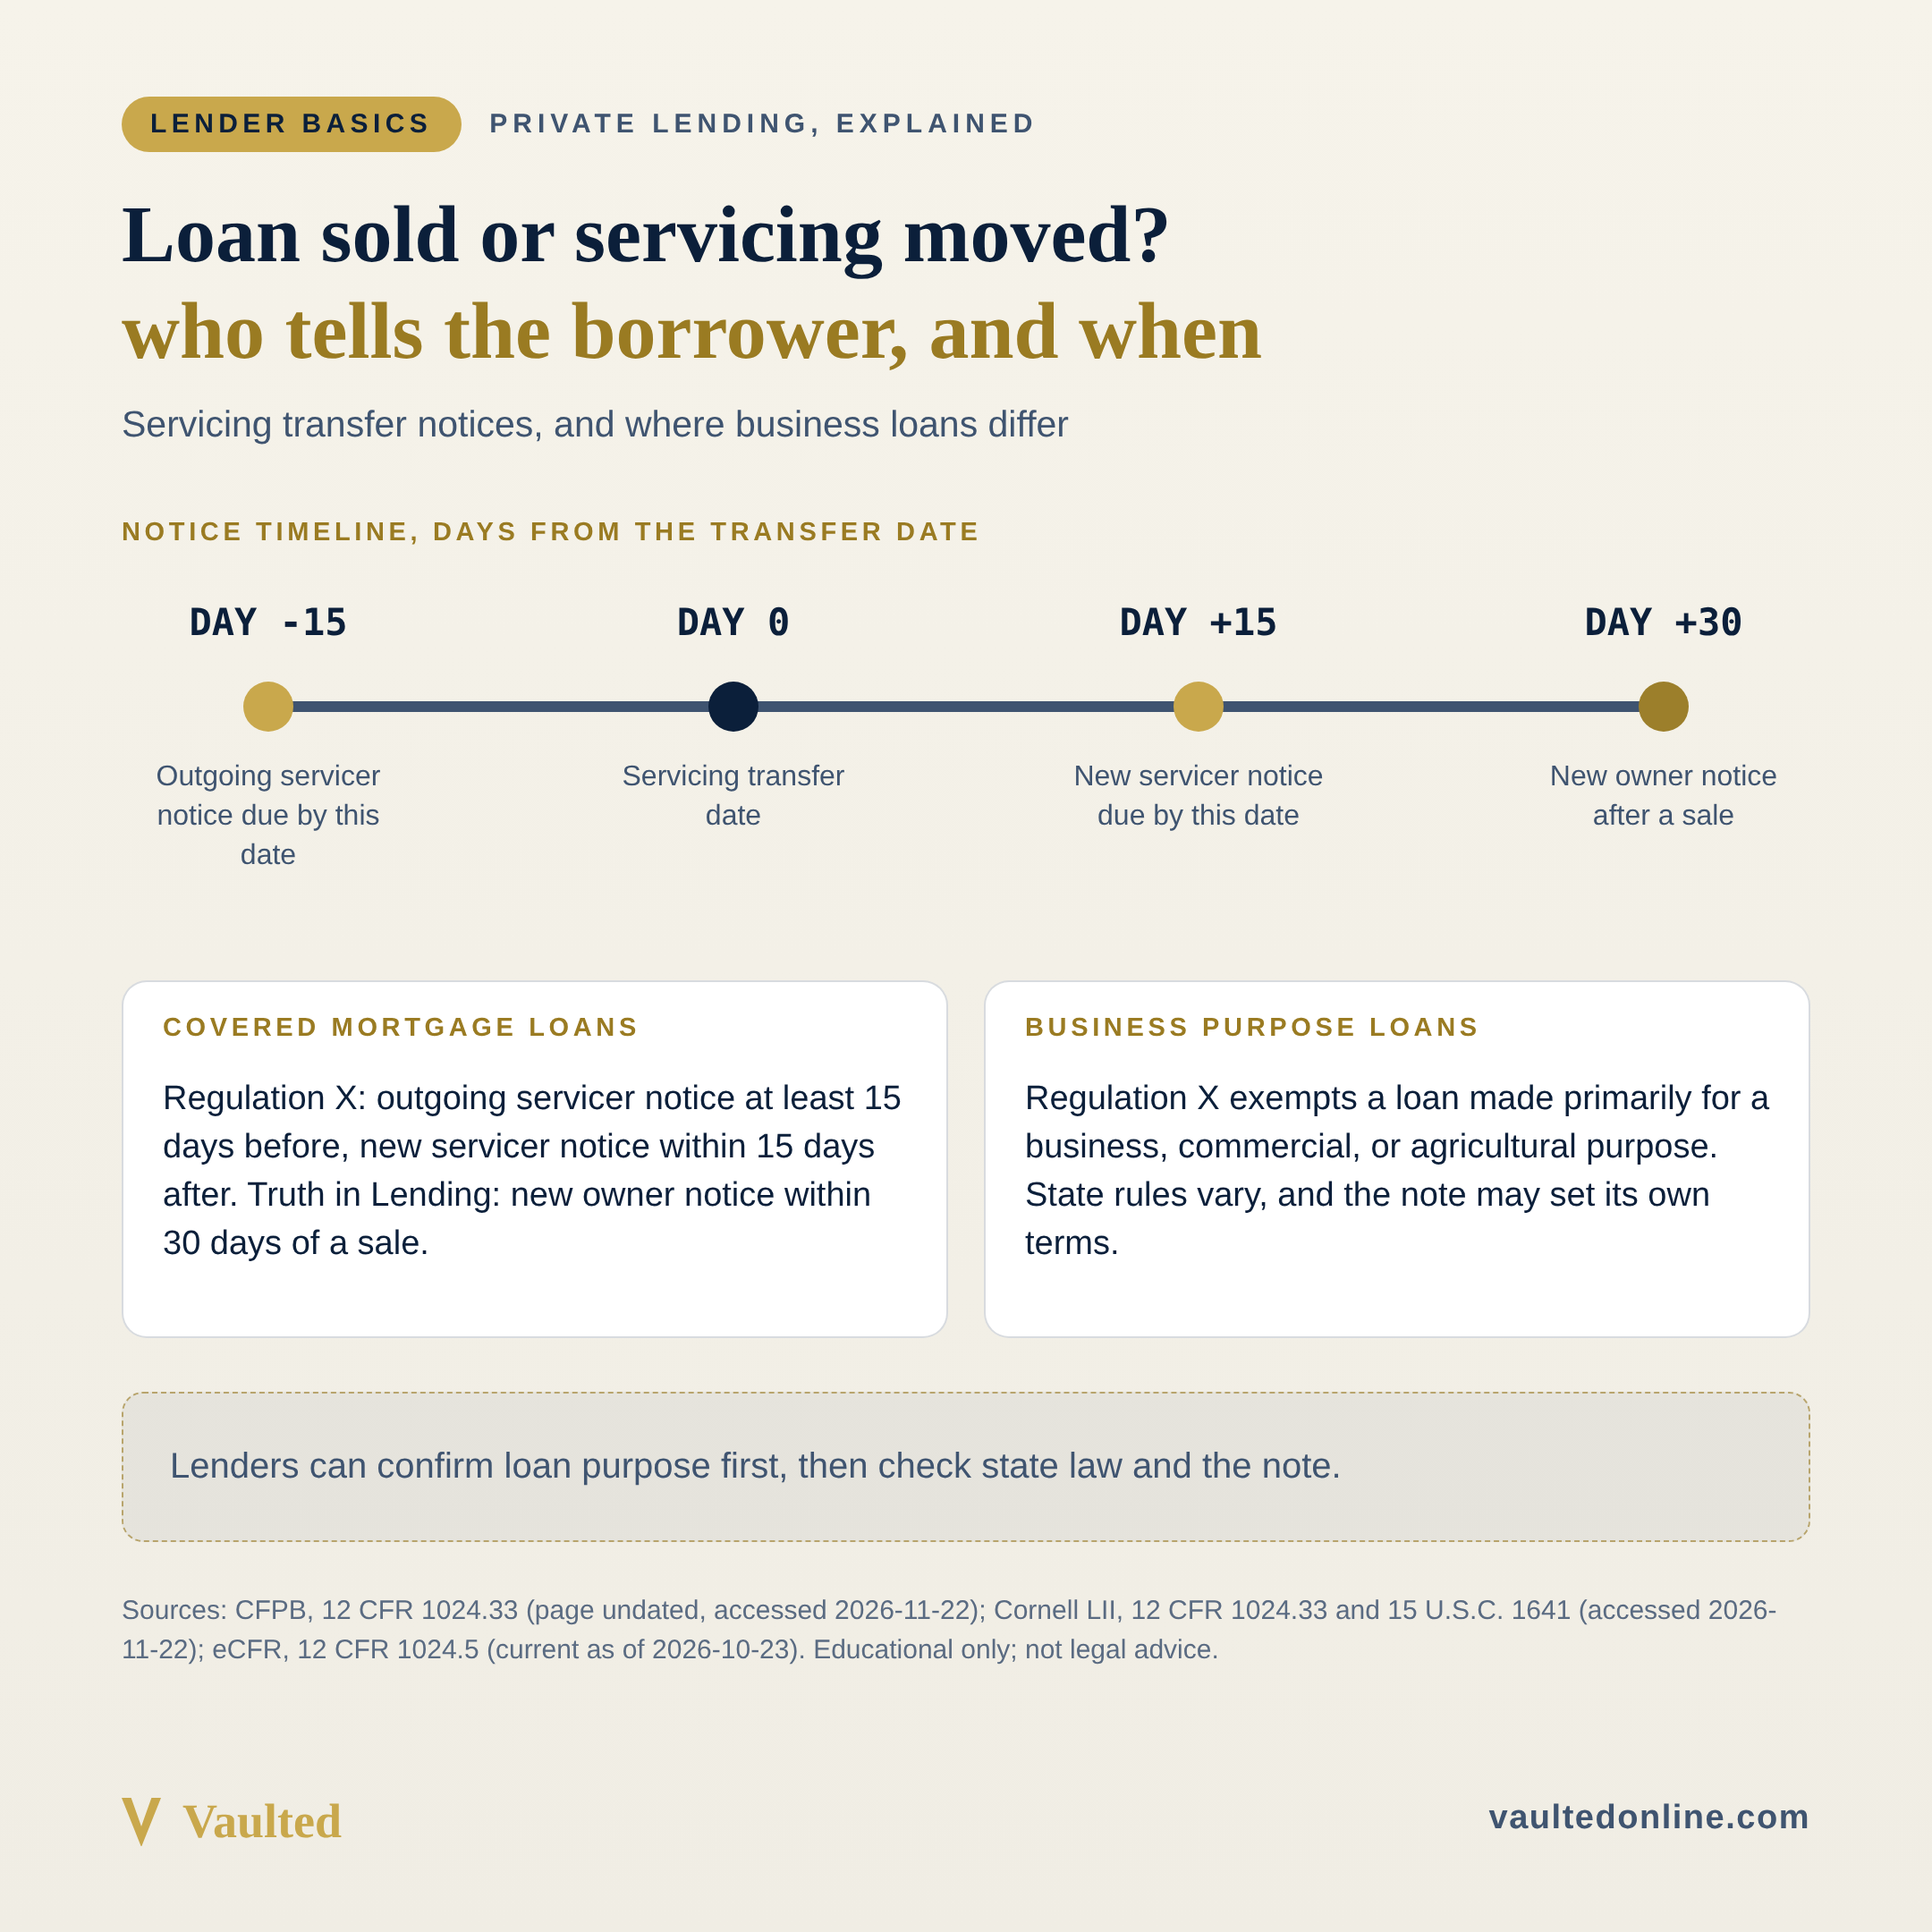 LENDER BASICS PRIVATE LENDING, EXPLAINED
Loan sold or servicing moved?
who tells the borrower, and when
Servicing transfer notices, and where business loans differ
NOTICE TIMELINE, DAYS FROM THE TRANSFER DATE
DAY -15
Outgoing servicer
notice due by this
date
DAY 0
Servicing transfer
date
DAY +15
New servicer notice
due by this date
DAY +30
New owner notice
after a sale
COVERED MORTGAGE LOANS
Regulation X: outgoing servicer notice at least 15
days before, new servicer notice within 15 days
after. Truth in Lending: new owner notice within
30 days of a sale.
BUSINESS PURPOSE LOANS
Regulation X exempts a loan made primarily for a
business, commercial, or agricultural purpose.
State rules vary, and the note may set its own
terms.
Lenders can confirm loan purpose first, then check state law and the note.
Sources: CFPB, 12 CFR 1024.33 (page undated, accessed 2026-11-22); Cornell LII, 12 CFR 1024.33 and 15 U.S.C. 1641 (accessed 2026-
11-22); eCFR, 12 CFR 1024.5 (current as of 2026-10-23). Educational only; not legal advice.
Vaulted
vaultedonline.com